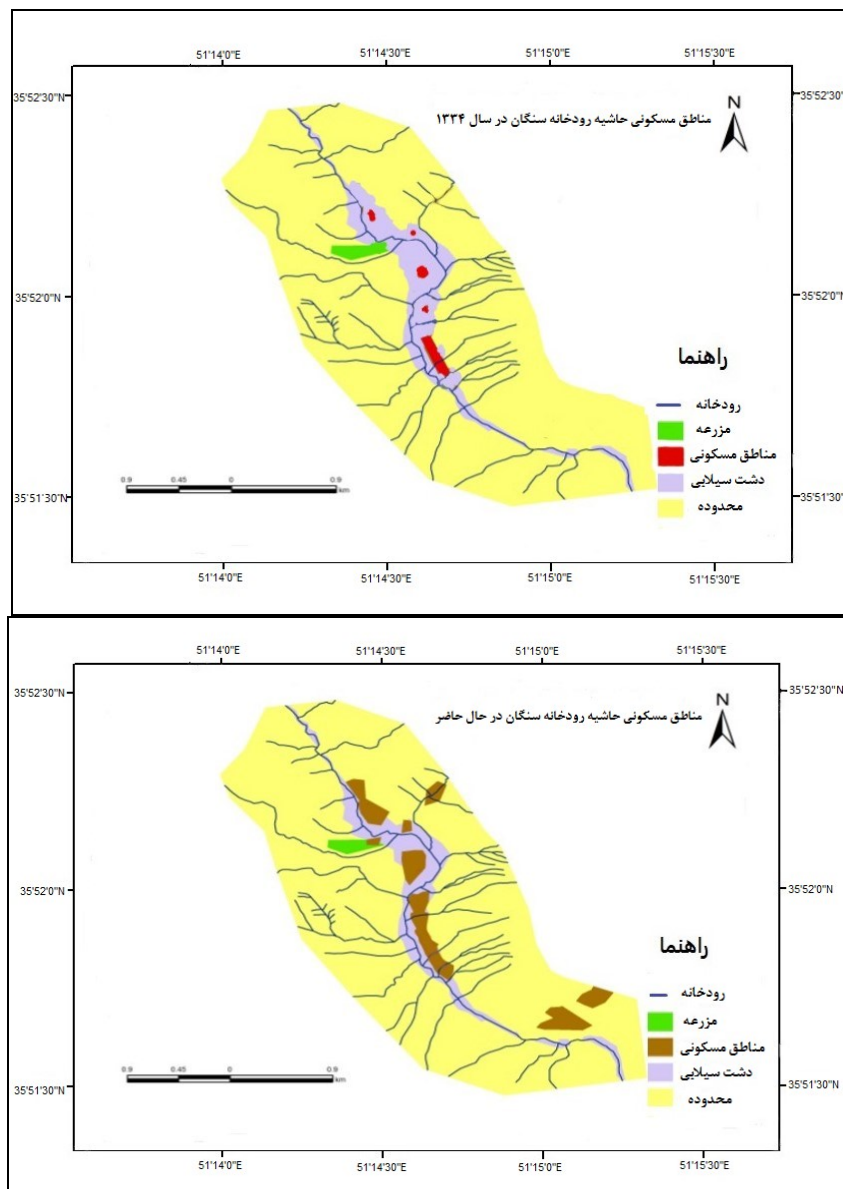 51'14'0"E 51'14'30"E 51'15'0"E 51'15'30"E
35'52'30"N 35'52'30"N
مناطق مسکونی حاشیه رودخانه سنگان در سال ۱۳۳۴
N
35'52'0"N 35'52'0"N
راهنما
رودخانه
مزرعه
مناطق مسکونی
دشت سیلابی
محدوده
0.9 0.45 0 0.9
km
35'51'30"N 35'51'30"N
51'14'0"E 51'14'30"E 51'15'0"E 51'15'30"E
51'14'0"E 51'14'30"E 51'15'0"E 51'15'30"E
35'52'30"N 35'52'30"N
مناطق مسکونی حاشیه رودخانه سنگان در حال حاضر
N
35'52'0"N 35'52'0"N
راهنما
رودخانه
مزرعه
مناطق مسکونی
دشت سیلابی
محدوده
0.9 0.45 0 0.9
km
35'51'30"N 35'51'30"N
51'14'0"E 51'14'30"E 51'15'0"E 51'15'30"E